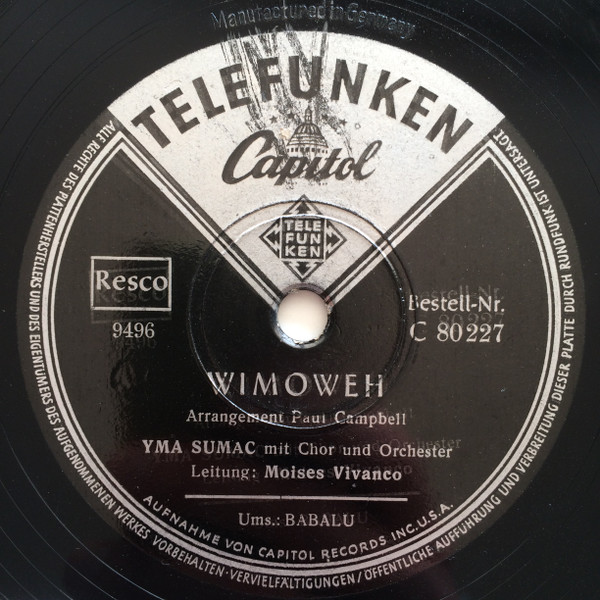 Manufactured in Germany
TELEFUNKEN
Capitol
TELE
FUN
KEN
Resco
9496
Bestell-Nr.
C 80227
WIMOWEH
Arrangement Paul Campbell
YMA SUMAC mit Chor und Orchester
Leitung: Moises Vivanco
Ums.: BABALU
AUFNAHME VON CAPITOL RECORDS INC. U.S.A.
ALLE RECHTE DES PLATTENHERSTELLERS UND DES EIGENTÜMERS DES AUFGENOMMENEN WERKES VORBEHALTEN - VERVIELFÄLTIGUNGEN / ÖFFENTLICHE AUFFÜHRUNG UND VERBREITUNG DIESER PLATTE DURCH RUNDFUNK IST UNTERSAGT